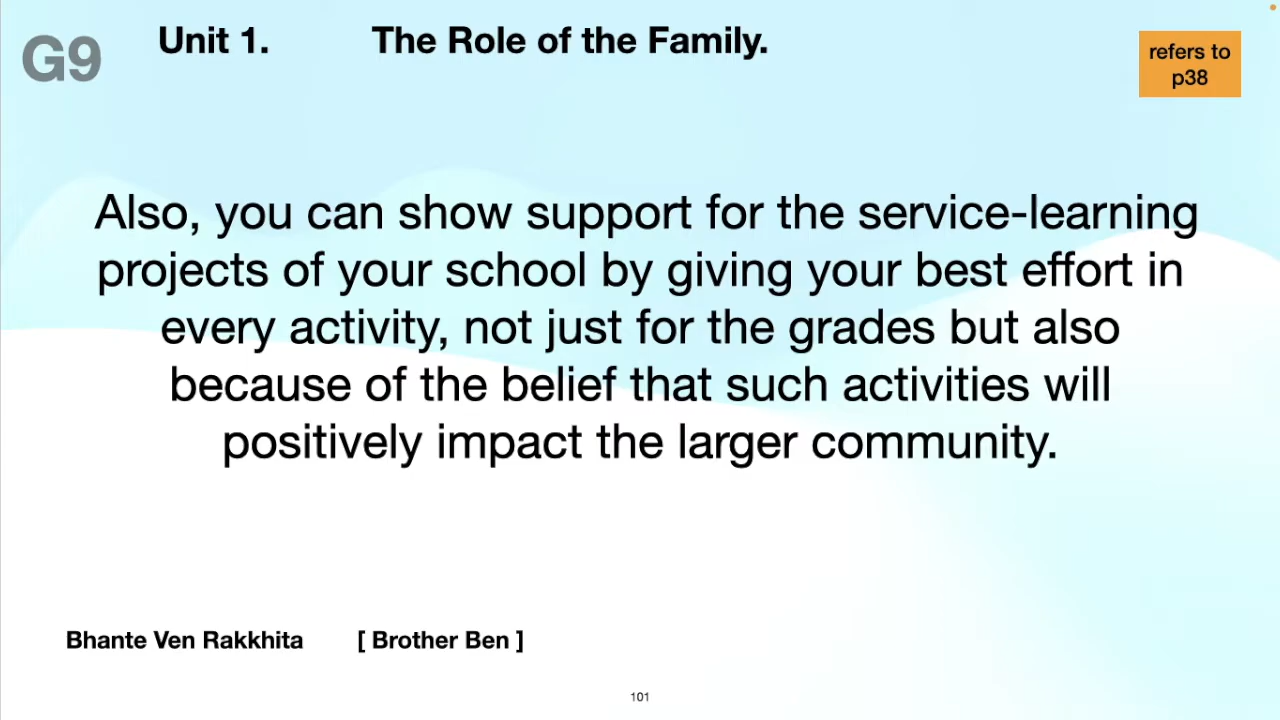 G9
Unit 1. The Role of the Family.
refers to
p38
Also, you can show support for the service-learning
projects of your school by giving your best effort in
every activity, not just for the grades but also
because of the belief that such activities will
positively impact the larger community.
Bhante Ven Rakkhita [ Brother Ben ]
101